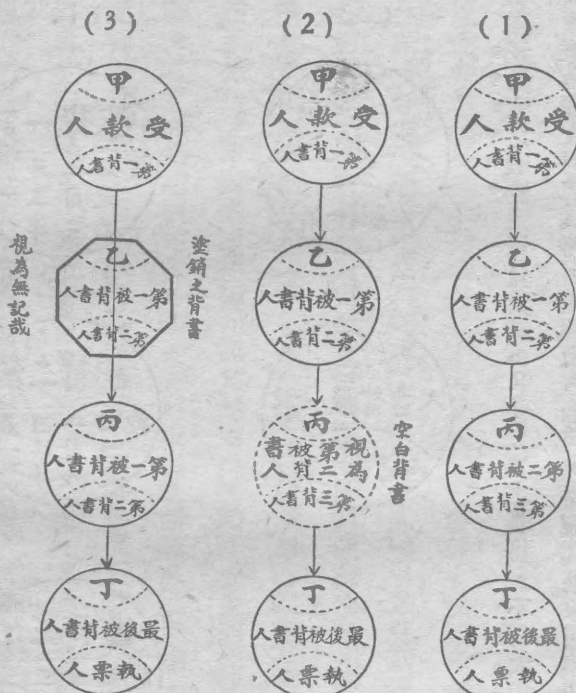 (1)
甲
受款人
第一背書人
乙
第一被背書人
第二背書人
丙
第二被背書人
第三背書人
丁
最後被背書人
執票人
(2)
甲
受款人
第一背書人
乙
第一被背書人
第二背書人
空白背書
丙
視為第二被背書人
第三背書人
丁
最後被背書人
執票人
(3)
甲
受款人
第一背書人
塗銷之背書
乙
第一被背書人
第二背書人
視為無記哉
丙
第一被背書人
第二背書人
丁
最後被背書人
執票人